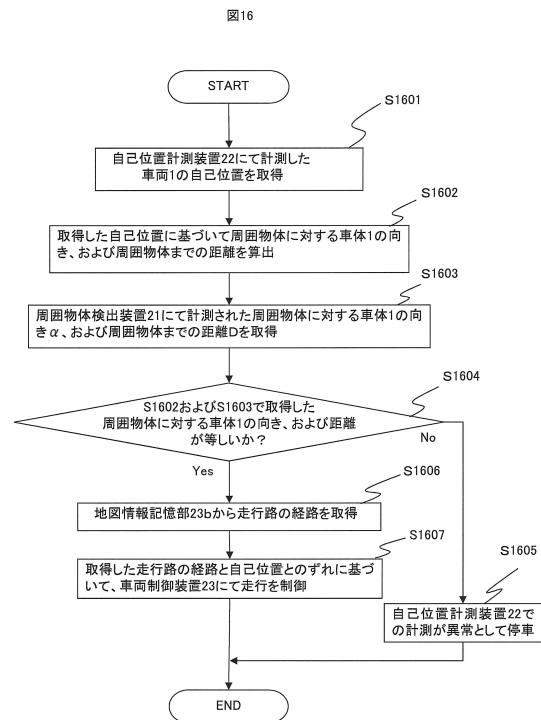 図16
START
S1601
自己位置計測装置22にて計測した
車両1の自己位置を取得
S1602
取得した自己位置に基づいて周囲物体に対する車体1の向
き、および周囲物体までの距離を算出
S1603
周囲物体検出装置21にて計測された周囲物体に対する車体1の向
きα、および周囲物体までの距離Dを取得
S1604
S1602およびS1603で取得した
周囲物体に対する車体1の向き、および距離
が等しいか？
No
Yes
S1606
地図情報記憶部23bから走行路の経路を取得
S1607
取得した走行路の経路と自己位置とのずれに基づ
いて、車両制御装置23にて走行を制御
S1605
自己位置計測装置22で
の計測が異常として停車
END